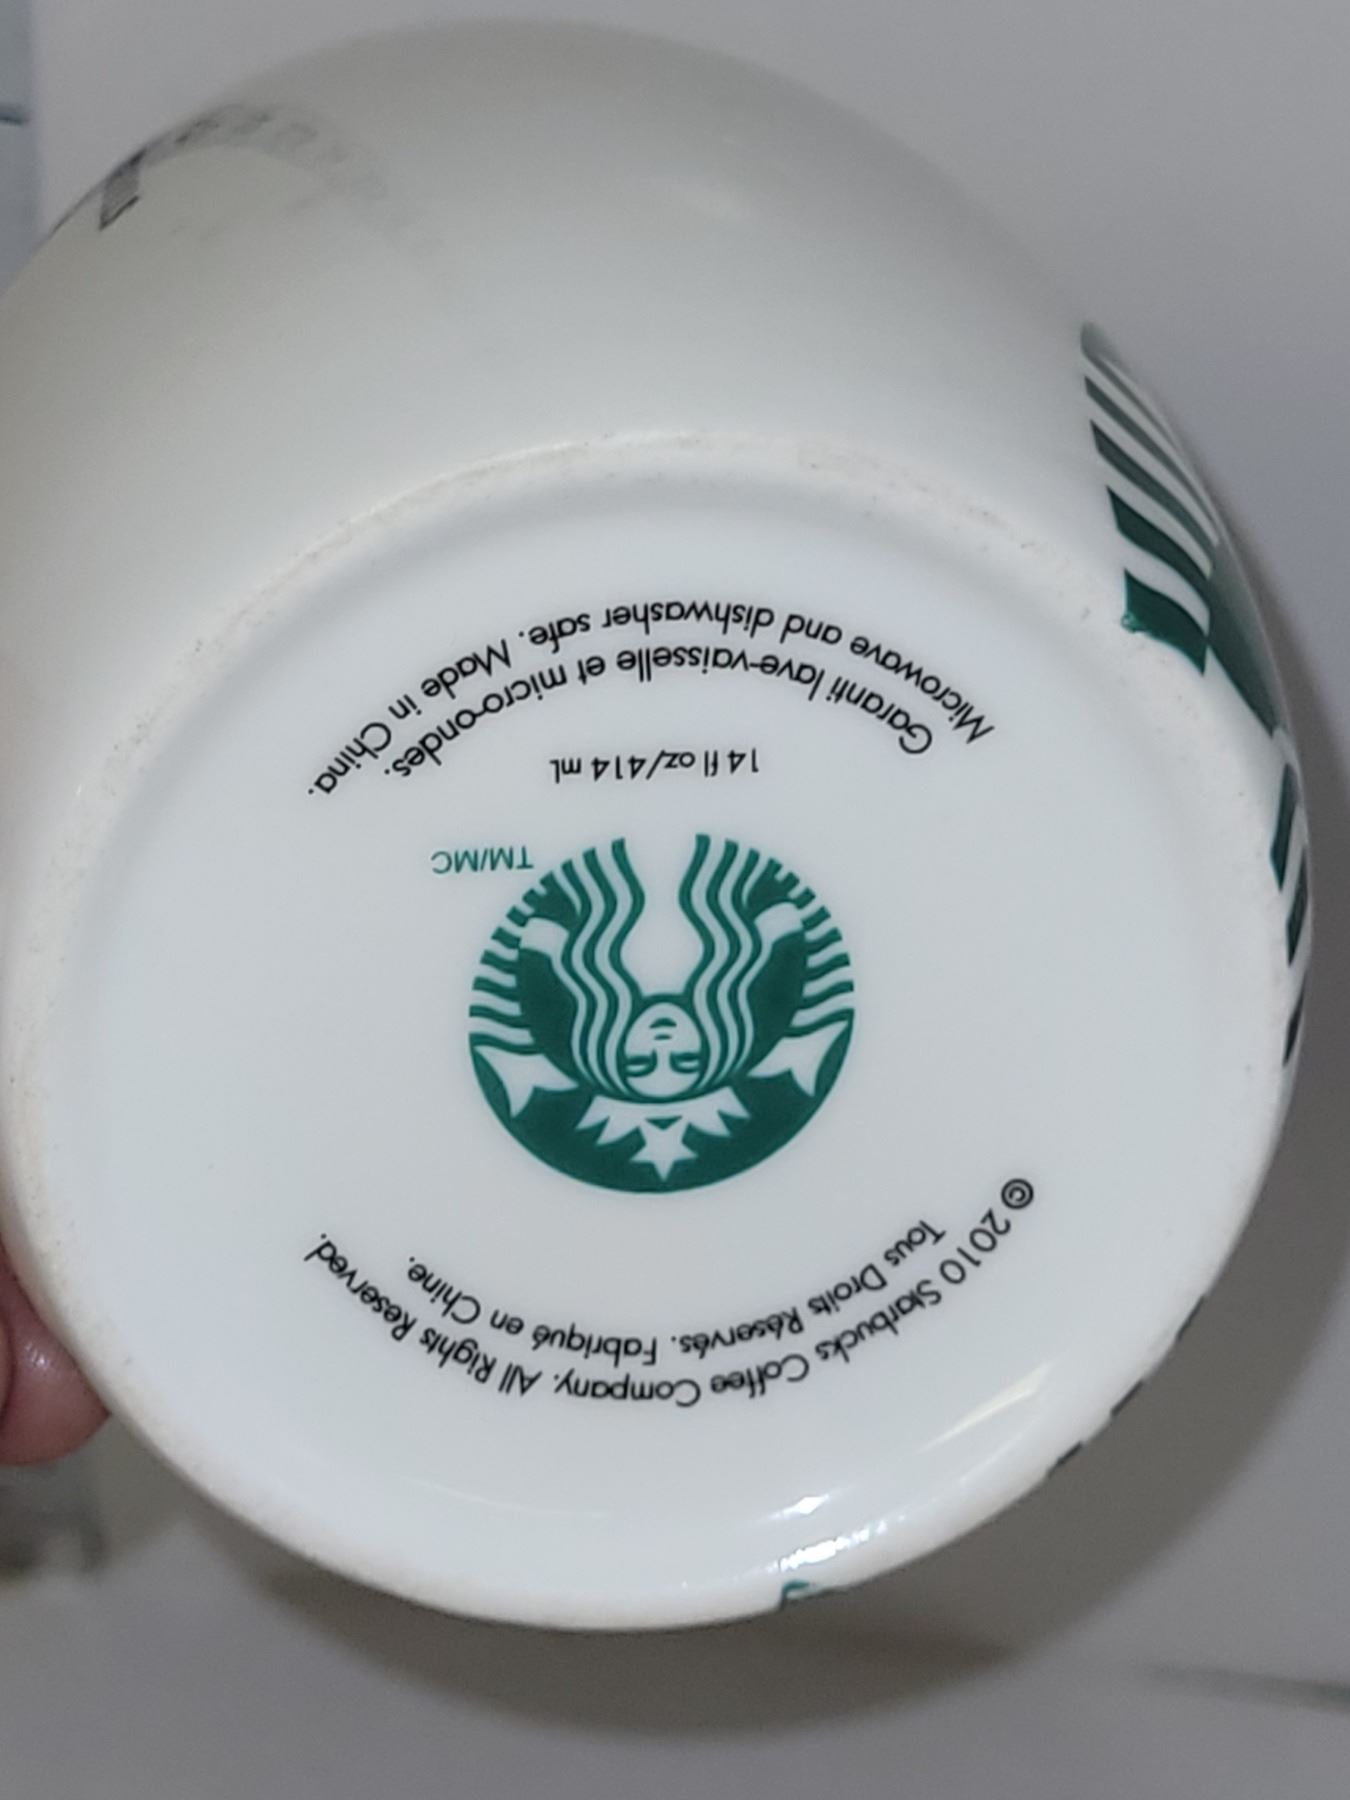 © 2010 Starbucks Coffee Company. All Rights Reserved.
Tous Droits Réservés. Fabriqué en Chine.
TM/MC
14 fl oz/414 mL
Garanti lave-vaisselle et micro-ondes.
Microwave and dishwasher safe. Made in China.